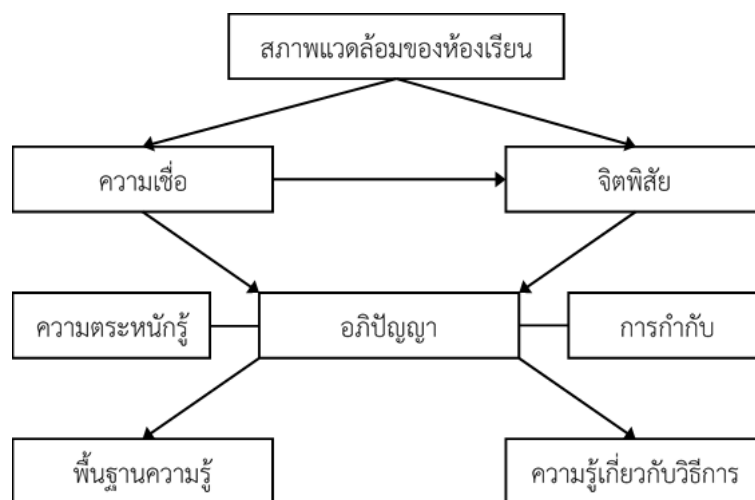 สภาพแวดล้อมของห้องเรียน
ความเชื่อ
จิตพิสัย
ความตระหนักรู้
อภิปัญญา
การกำกับ
พื้นฐานความรู้
ความรู้เกี่ยวกับวิธีการ